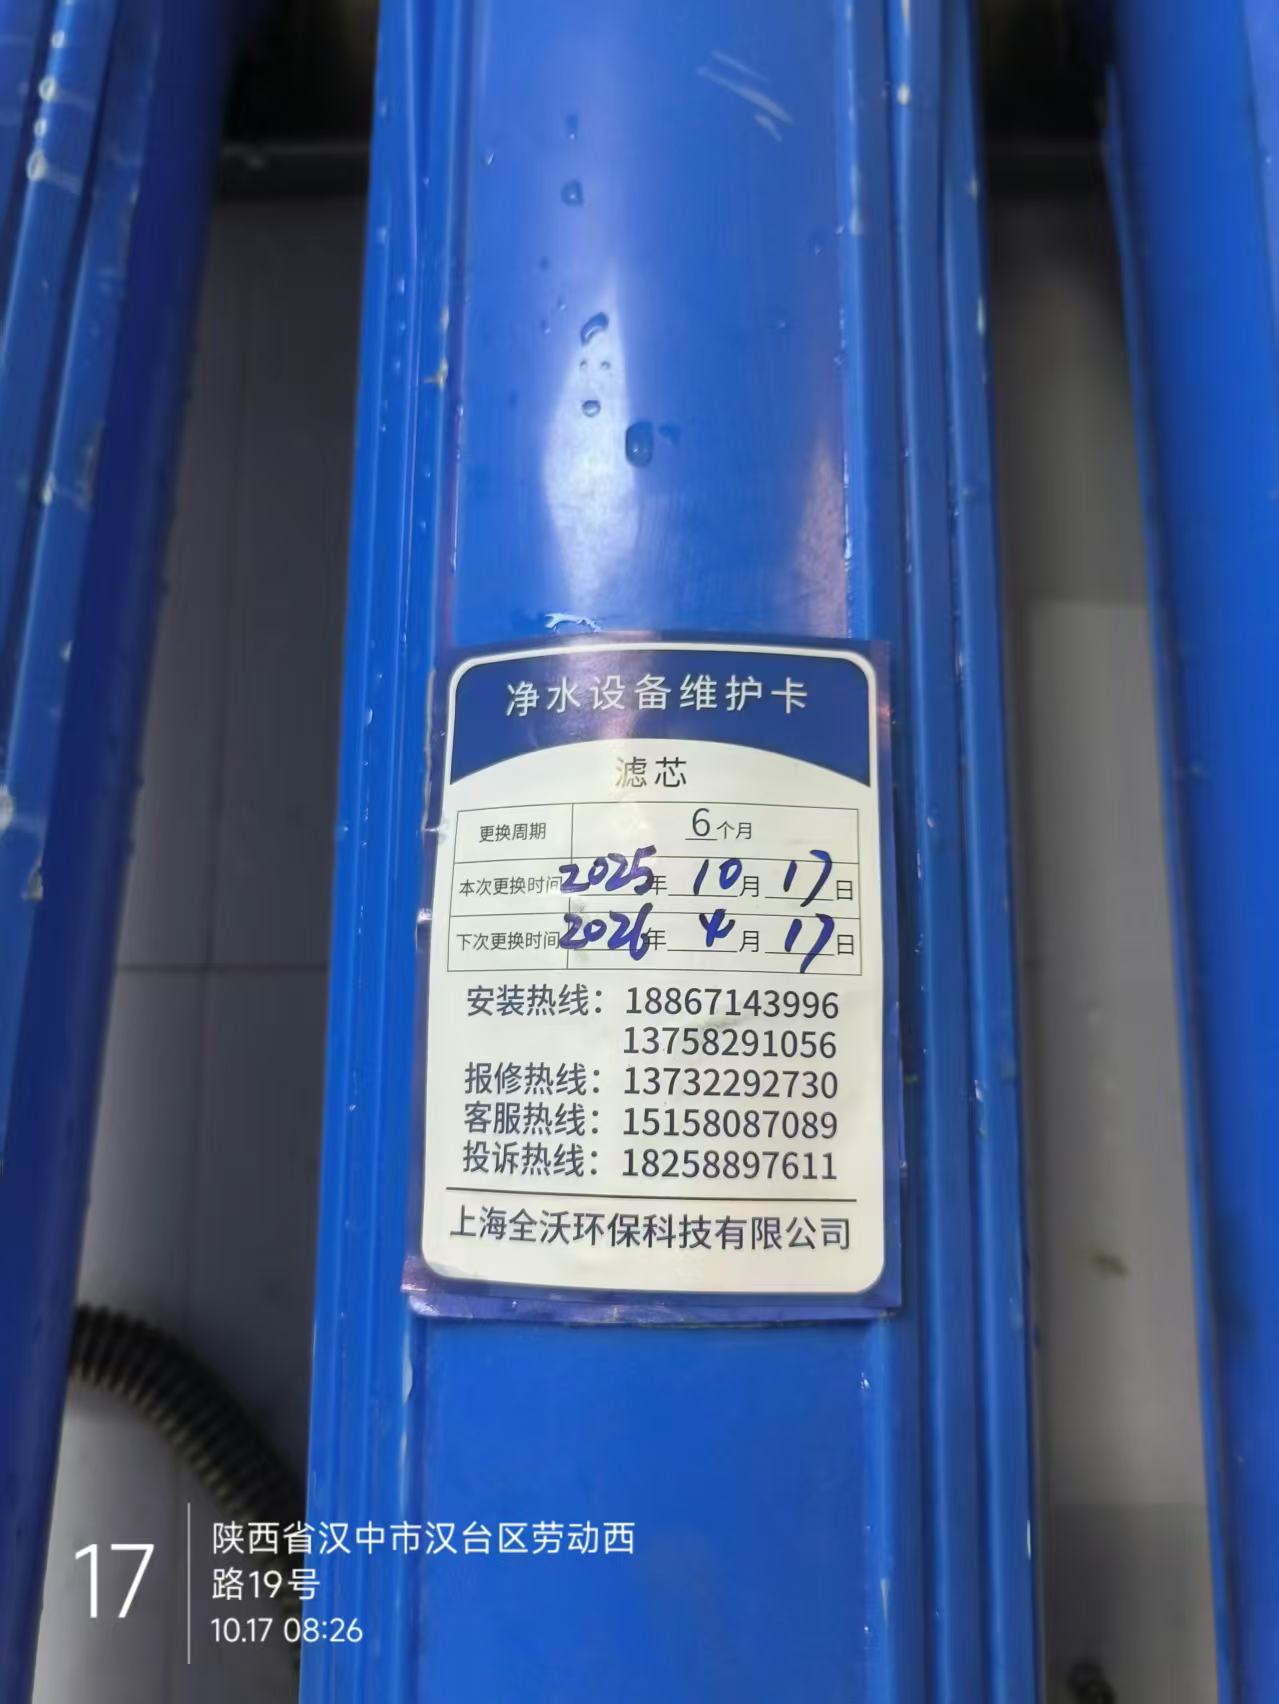 净水设备维护卡
滤芯
更换周期 6个月
本次更换时间 2025年 10月 17日
下次更换时间 2026年 4月 17日
安装热线：18867143996
13758291056
报修热线：13732292730
客服热线：15158087089
投诉热线：18258897611
上海全沃环保科技有限公司
17
陕西省汉中市汉台区劳动西
路19号
10.17 08:26